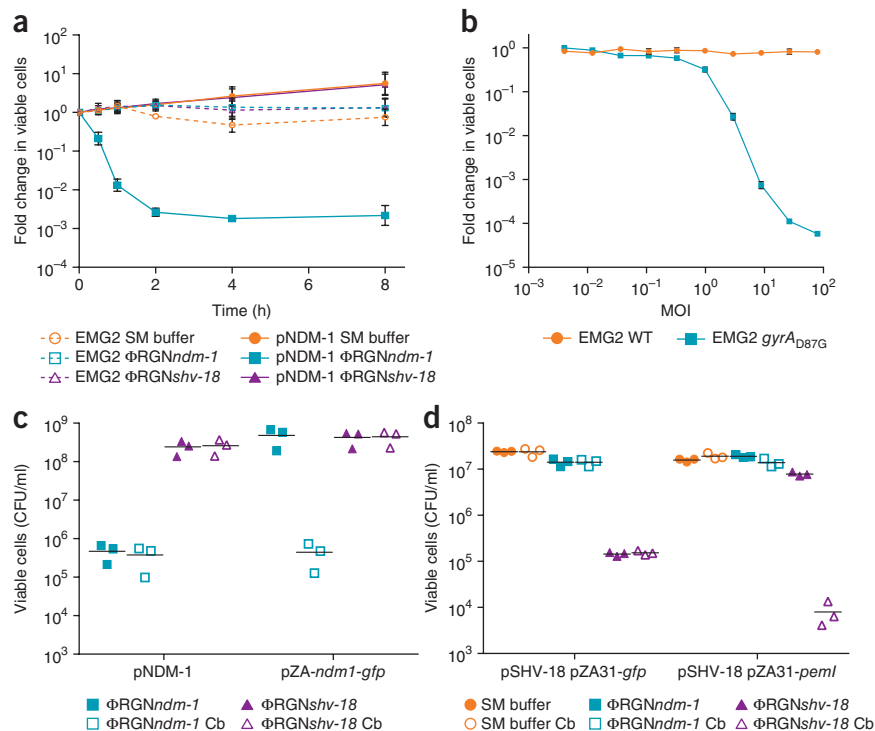 a
Fold change in viable cells
10²
10¹
10⁰
10⁻¹
10⁻²
10⁻³
10⁻⁴
0 2 4 6 8
Time (h)
EMG2 SM buffer
EMG2 ΦRGNndm-1
EMG2 ΦRGNshv-18
pNDM-1 SM buffer
pNDM-1 ΦRGNndm-1
pNDM-1 ΦRGNshv-18
b
Fold change in viable cells
10⁰
10⁻¹
10⁻²
10⁻³
10⁻⁴
10⁻⁵
10⁻³ 10⁻² 10⁻¹ 10⁰ 10¹ 10²
MOI
EMG2 WT
EMG2 gyrA D87G
c
Viable cells (CFU/ml)
10⁹
10⁸
10⁷
10⁶
10⁵
10⁴
10³
pNDM-1 pZA-ndm1-gfp
ΦRGNndm-1
ΦRGNndm-1 Cb
ΦRGNshv-18
ΦRGNshv-18 Cb
d
Viable cells (CFU/ml)
10⁸
10⁷
10⁶
10⁵
10⁴
10³
pSHV-18 pZA31-gfp pSHV-18 pZA31-pemI
SM buffer
SM buffer Cb
ΦRGNndm-1
ΦRGNndm-1 Cb
ΦRGNshv-18
ΦRGNshv-18 Cb